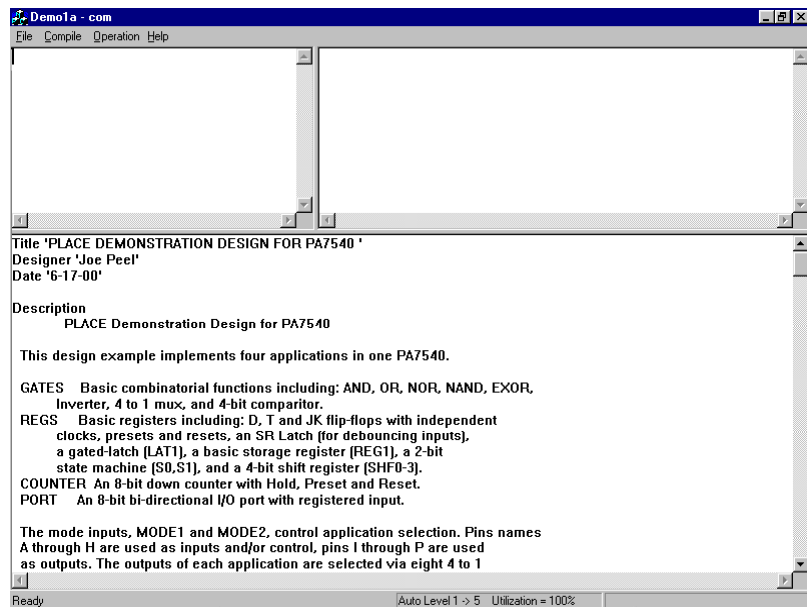 Demo1a - com
File Compile Operation Help
Title 'PLACE DEMONSTRATION DESIGN FOR PA7540 '
Designer 'Joe Peel'
Date '6-17-00'
Description
PLACE Demonstration Design for PA7540
This design example implements four applications in one PA7540.
GATES Basic combinatorial functions including: AND, OR, NOR, NAND, EXOR,
Inverter, 4 to 1 mux, and 4-bit comparitor.
REGS Basic registers including: D, T and JK flip-flops with independent
clocks, presets and resets, an SR Latch (for debouncing inputs),
a gated-latch (LAT1), a basic storage register (REG1), a 2-bit
state machine (S0,S1), and a 4-bit shift register (SHF0-3).
COUNTER An 8-bit down counter with Hold, Preset and Reset.
PORT An 8-bit bi-directional I/O port with registered input.
The mode inputs, MODE1 and MODE2, control application selection. Pins names
A through H are used as inputs and/or control, pins I through P are used
as outputs. The outputs of each application are selected via eight 4 to 1
Ready Auto Level 1 -> 5 Utilization = 100%